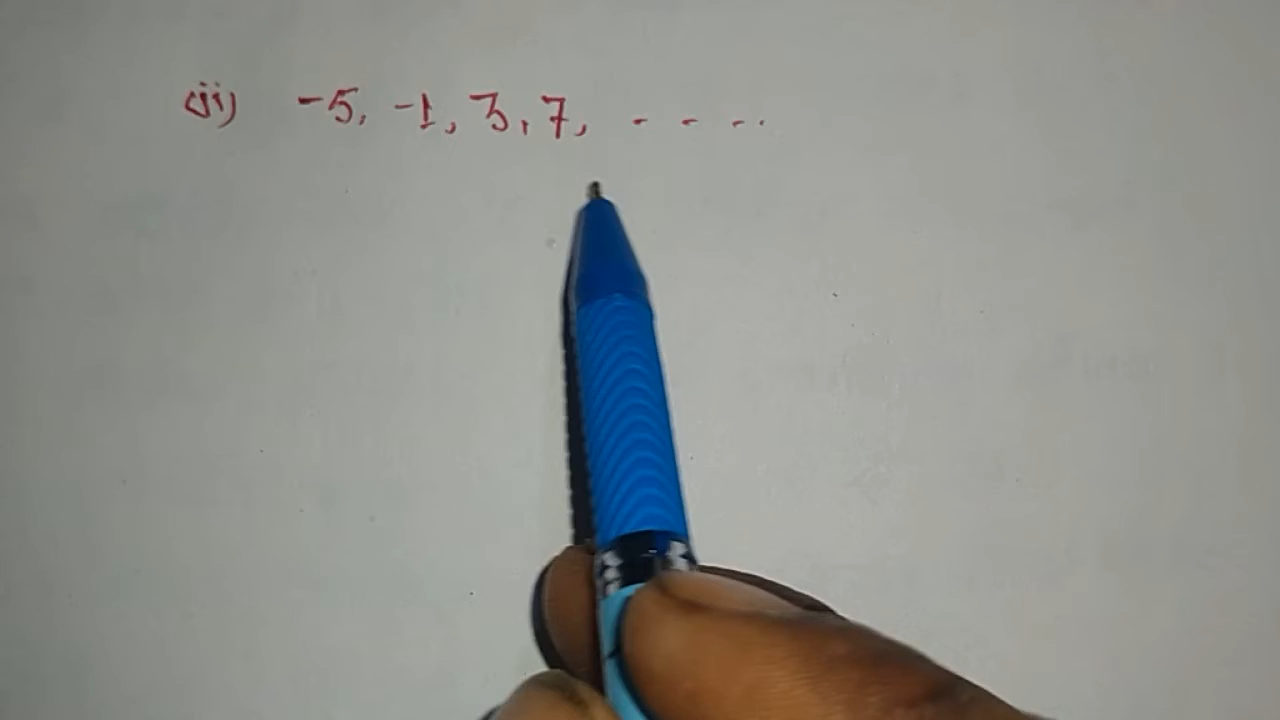 (ii) -5, -1, 3, 7, - - - ..